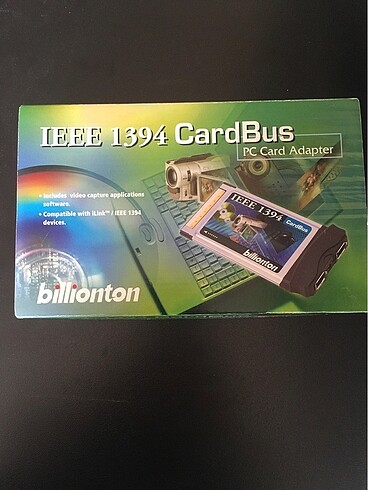 IEEE 1394 CardBus
PC Card Adapter
• Includes video capture applications
software.
• Compatible with iLink™ / IEEE 1394
devices.
IEEE 1394
CardBus
billionton
billionton